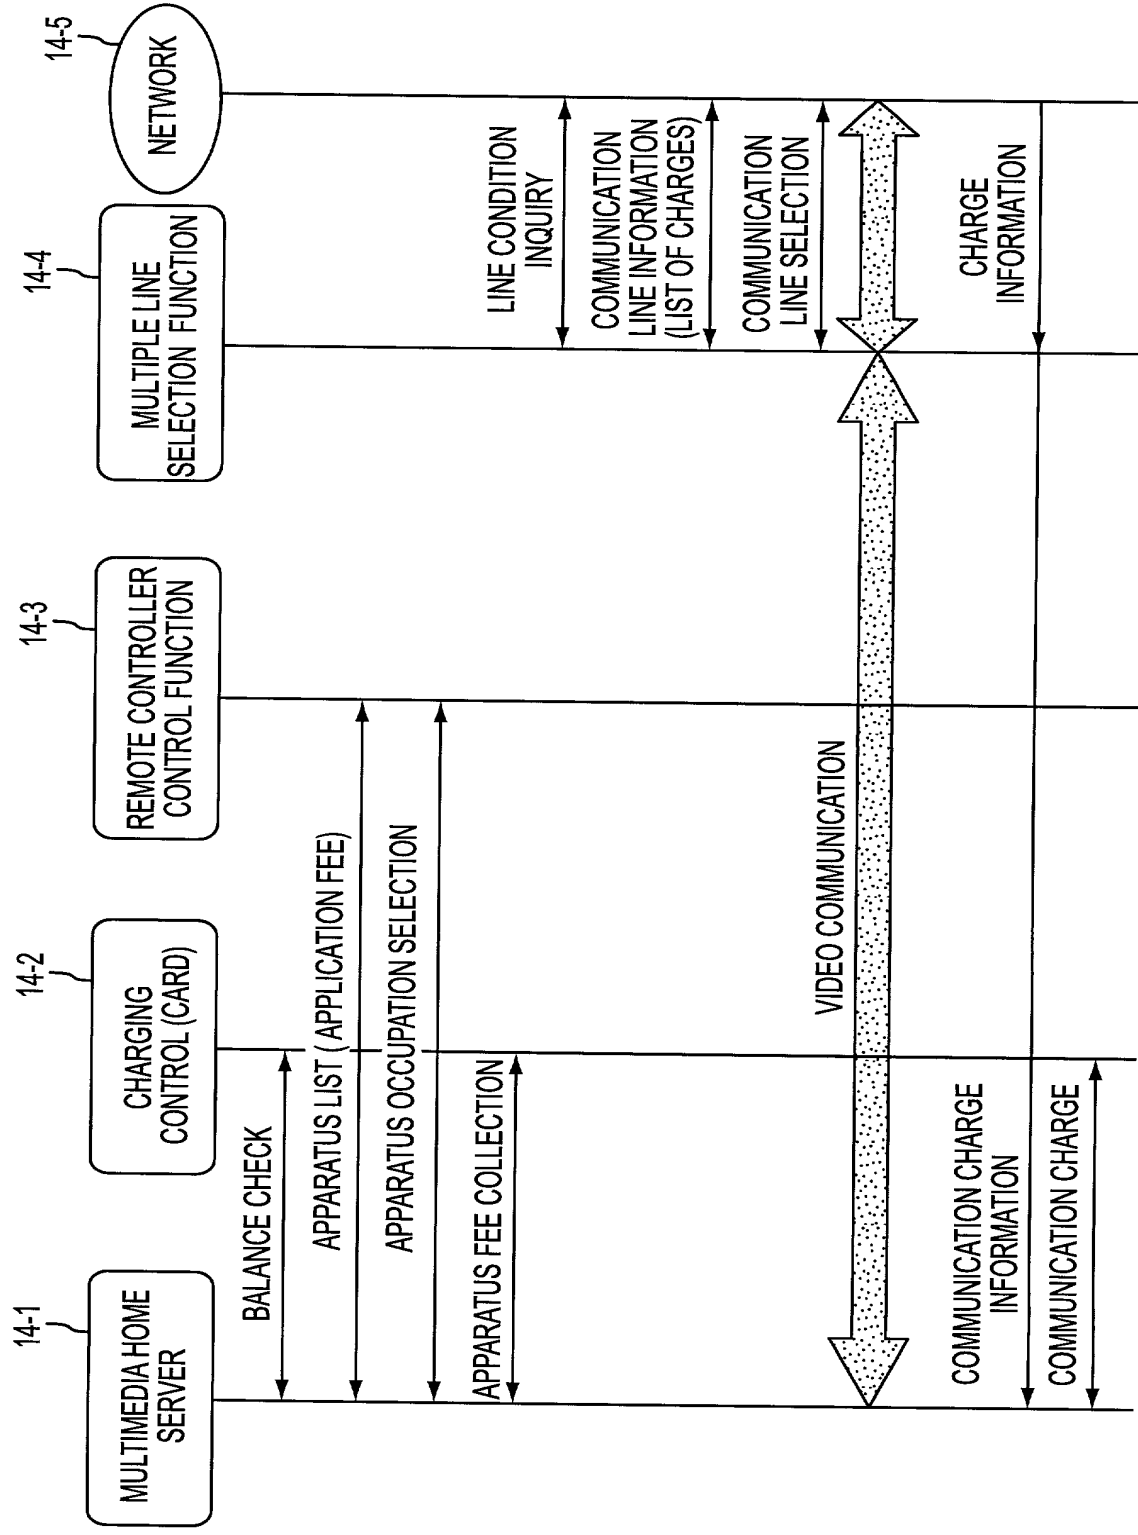 14-1
MULTIMEDIA HOME
SERVER
14-2
CHARGING
CONTROL (CARD)
14-3
REMOTE CONTROLLER
CONTROL FUNCTION
14-4
MULTIPLE LINE
SELECTION FUNCTION
14-5
NETWORK
BALANCE CHECK
APPARATUS LIST ( APPLICATION FEE)
APPARATUS OCCUPATION SELECTION
APPARATUS FEE COLLECTION
LINE CONDITION
INQUIRY
COMMUNICATION
LINE INFORMATION
(LIST OF CHARGES)
COMMUNICATION
LINE SELECTION
VIDEO COMMUNICATION
CHARGE
INFORMATION
COMMUNICATION CHARGE
INFORMATION
COMMUNICATION CHARGE